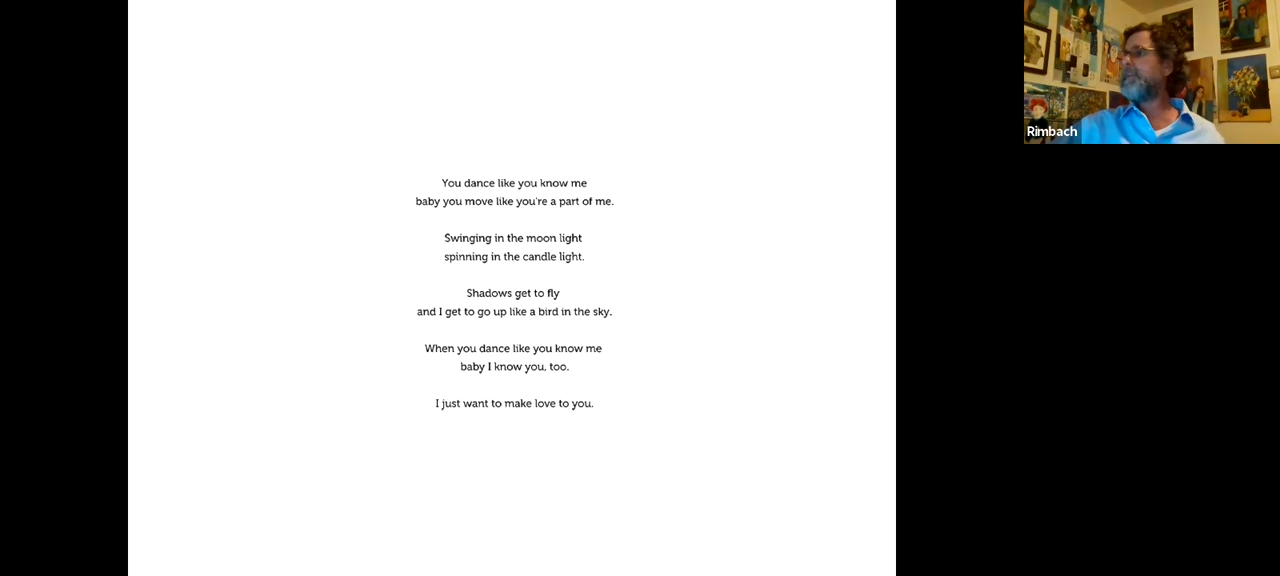 You dance like you know me
baby you move like you're a part of me.
Swinging in the moon light
spinning in the candle light.
Shadows get to fly
and I get to go up like a bird in the sky.
When you dance like you know me
baby I know you, too.
I just want to make love to you.
Rimbach